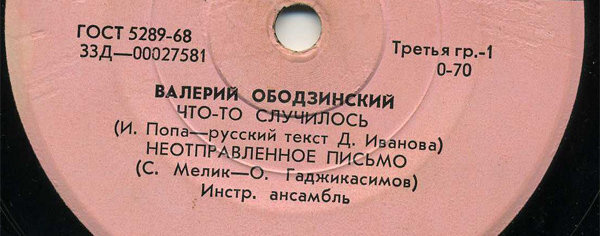 ГОСТ 5289-68
33Д—00027581
Третья гр.-1
0-70
ВАЛЕРИЙ ОБОДЗИНСКИЙ
ЧТО-ТО СЛУЧИЛОСЬ
(И. Попа—русский текст Д. Иванова)
НЕОТПРАВЛЕННОЕ ПИСЬМО
(С. Мелик—О. Гаджикасимов)
Инстр. ансамбль